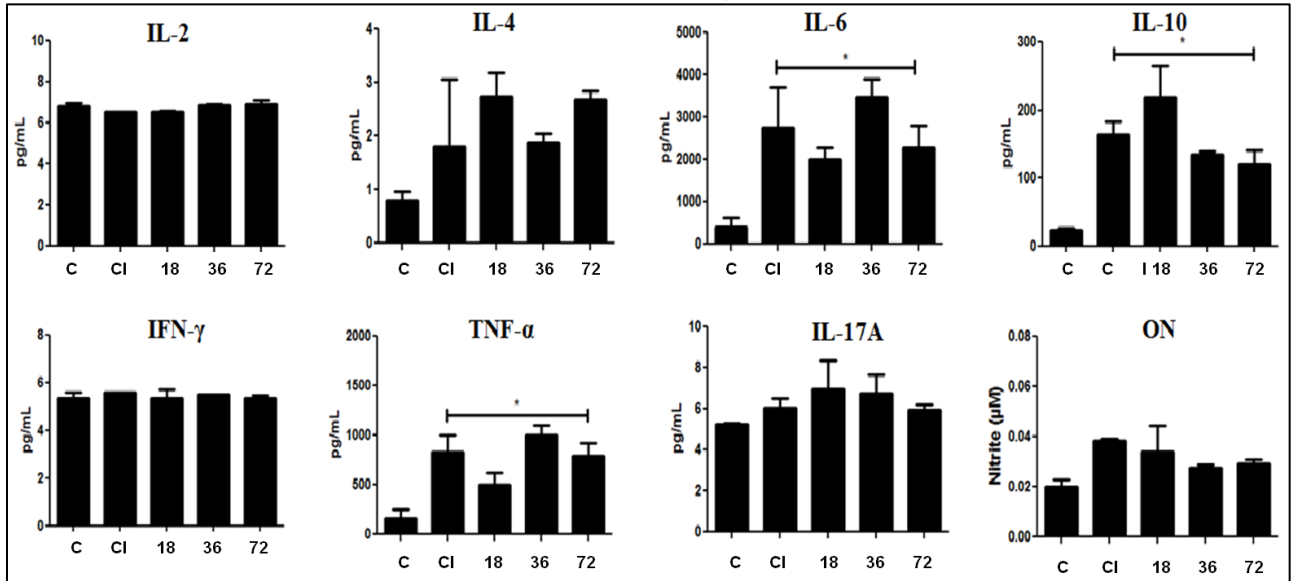 IL-2
pg/mL
10
8
6
4
2
0
C CI 18 36 72
IL-4
pg/mL
4
3
2
1
0
C CI 18 36 72
IL-6
pg/mL
5000
4000
3000
2000
1000
0
*
C CI 18 36 72
IL-10
pg/mL
300
200
100
0
*
C C I 18 36 72
IFN-γ
pg/mL
8
6
4
2
0
C CI 18 36 72
TNF-α
pg/mL
2000
1500
1000
500
0
*
C CI 18 36 72
IL-17A
pg/mL
10
8
6
4
2
0
C CI 18 36 72
ON
Nitrite (µM)
0.08
0.06
0.04
0.02
0.00
C CI 18 36 72